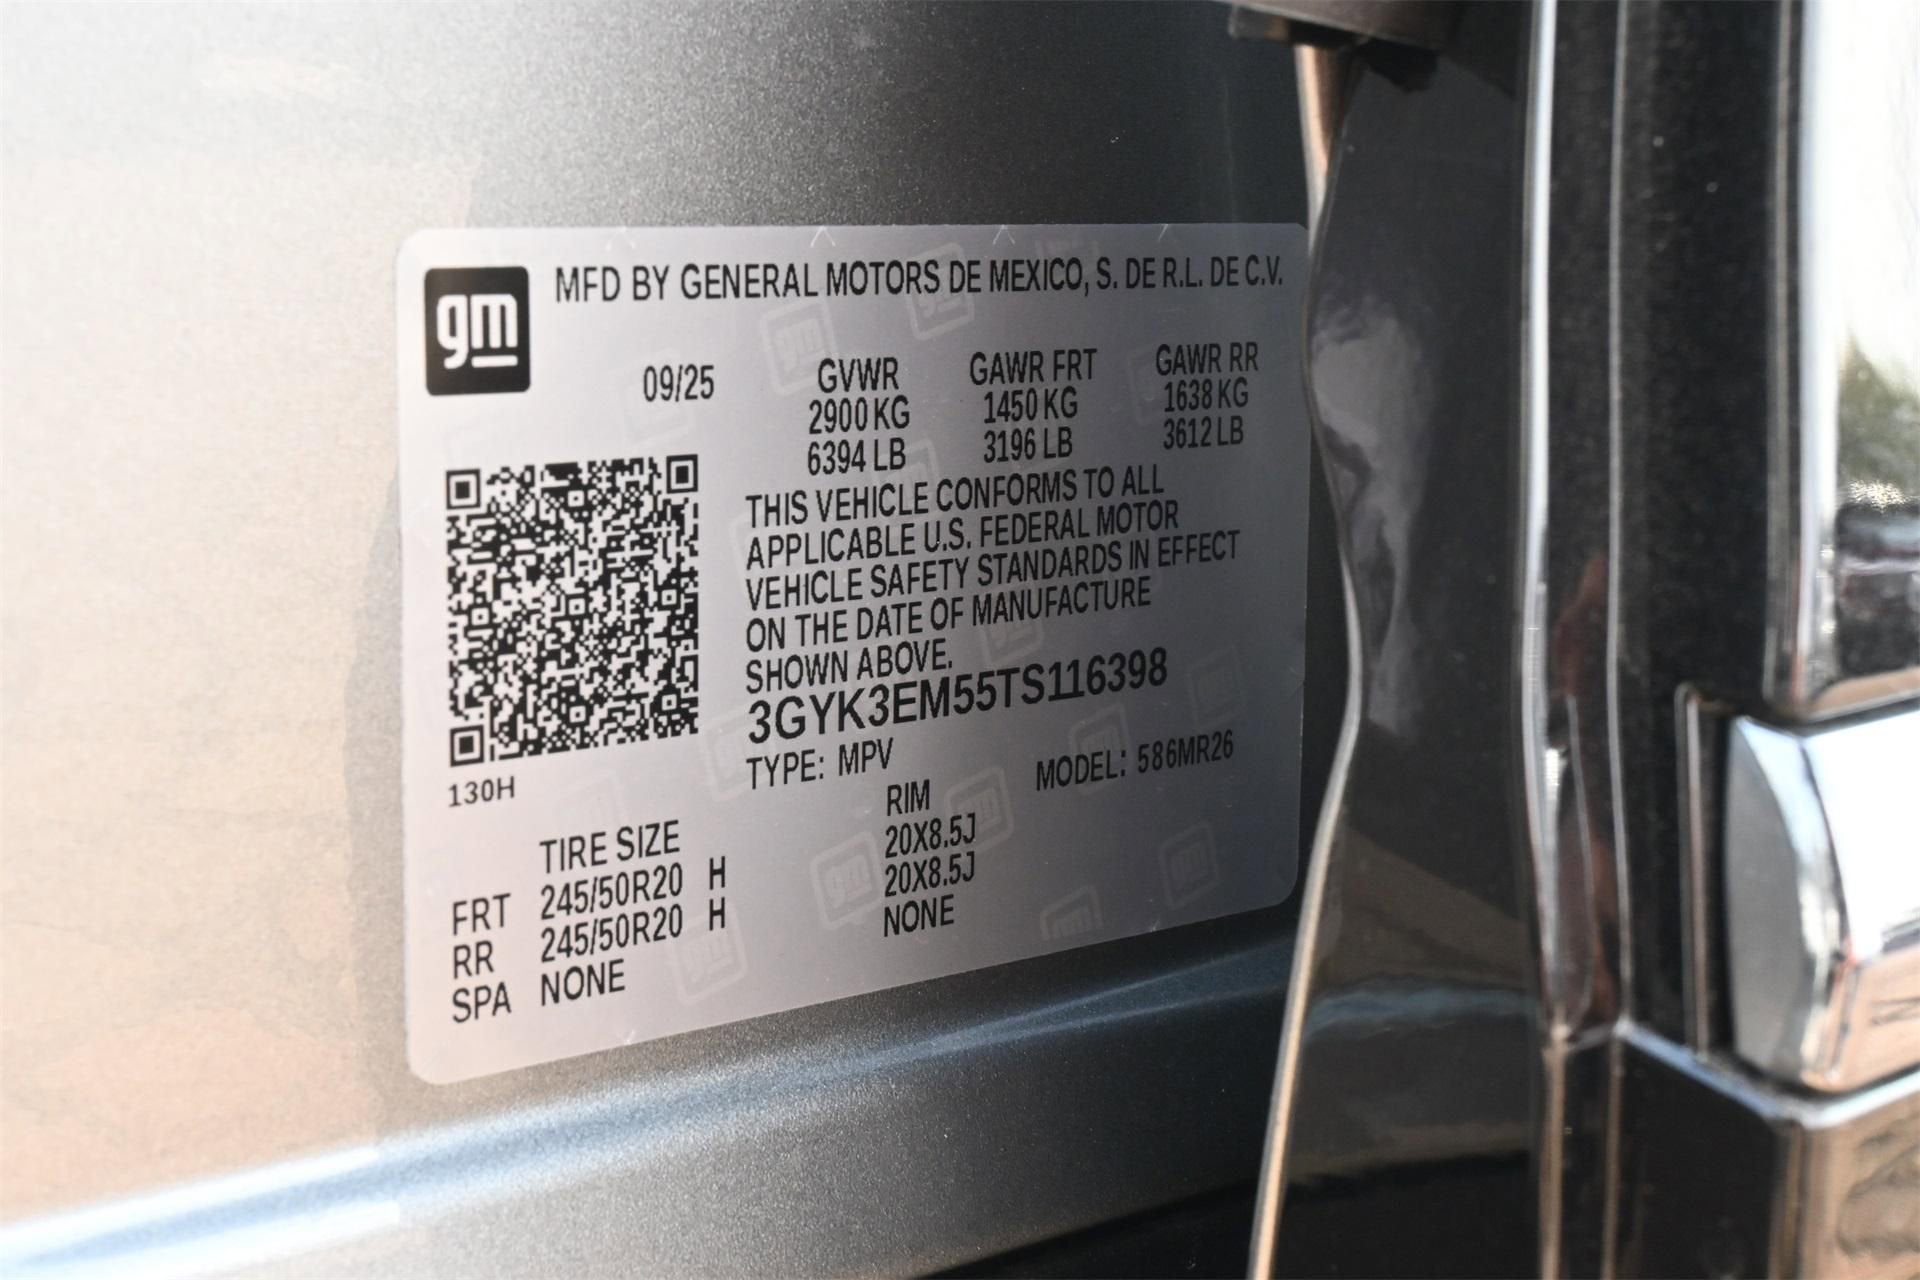 gm
MFD BY GENERAL MOTORS DE MEXICO, S. DE R.L. DE C.V.
09/25 GVWR GAWR FRT GAWR RR
2900 KG 1450 KG 1638 KG
6394 LB 3196 LB 3612 LB
THIS VEHICLE CONFORMS TO ALL
APPLICABLE U.S. FEDERAL MOTOR
VEHICLE SAFETY STANDARDS IN EFFECT
ON THE DATE OF MANUFACTURE
SHOWN ABOVE.
3GYK3EM55TS116398
TYPE: MPV MODEL: 586MR26
130H
TIRE SIZE RIM
FRT 245/50R20 H 20X8.5J
RR 245/50R20 H 20X8.5J
SPA NONE NONE